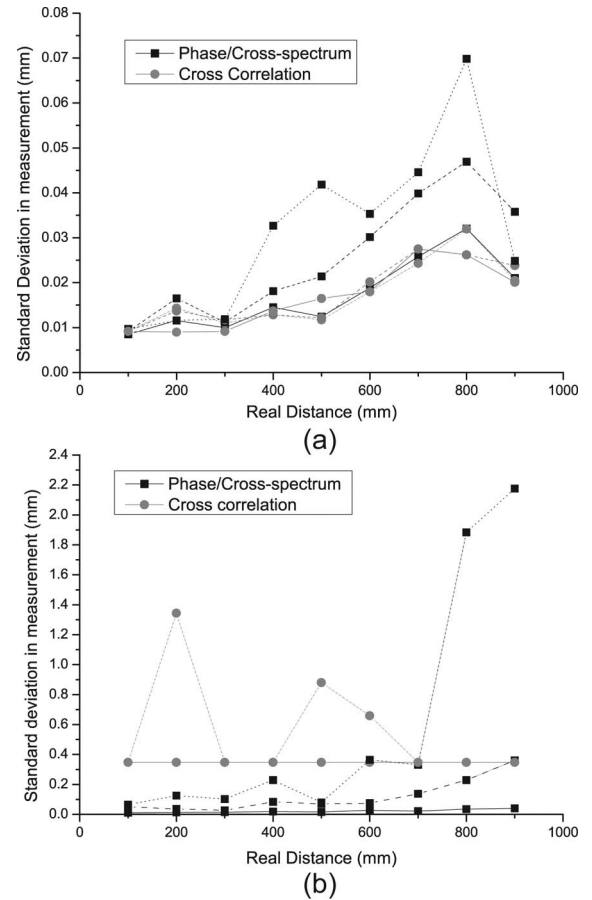 0.08
0.07
0.06
0.05
0.04
0.03
0.02
0.01
0.00
Standard Deviation in measurement (mm)
Phase/Cross-spectrum
Cross Correlation
0 200 400 600 800 1000
Real Distance (mm)
(a)
2.4
2.2
2.0
1.8
1.6
1.4
1.2
1.0
0.8
0.6
0.4
0.2
0.0
Standard deviation in measurement (mm)
Phase/Cross-spectrum
Cross correlation
0 200 400 600 800 1000
Real Distance (mm)
(b)